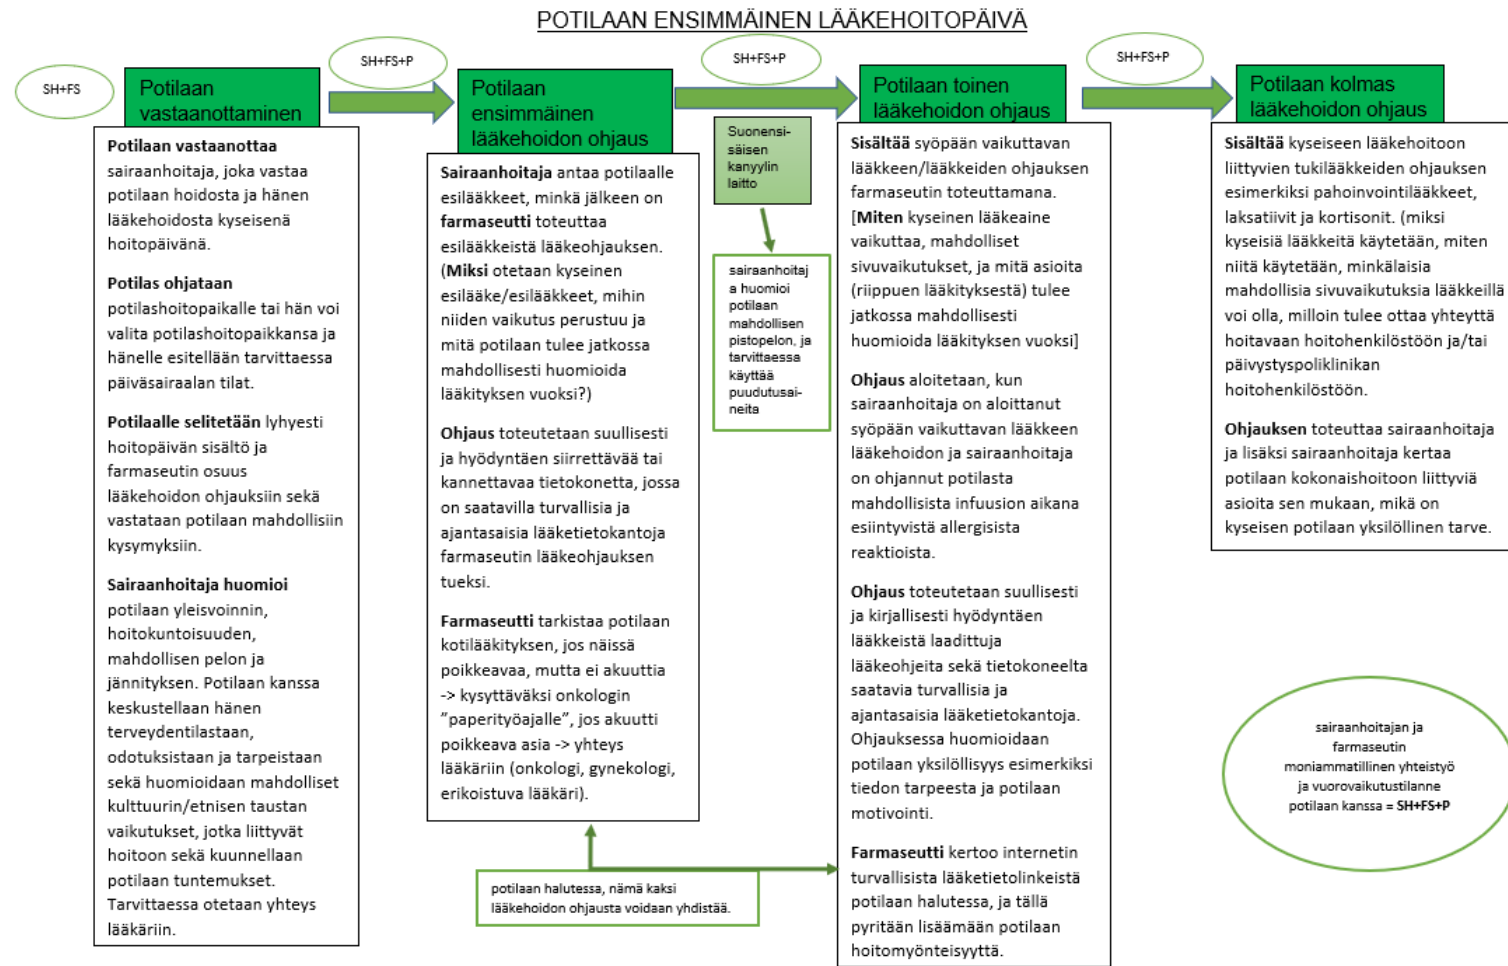 POTILAAN ENSIMMÄINEN LÄÄKEHOITOPÄIVÄ
SH+FS
Potilaan
vastaanottaminen
Potilaan vastaanottaa
sairaanhoitaja, joka vastaa
potilaan hoidosta ja hänen
lääkehoidosta kyseisenä
hoitopäivänä.
Potilas ohjataan
potilashoitopaikalle tai hän voi
valita potilashoitopaikkansa ja
hänelle esitellään tarvittaessa
päiväsairaalan tilat.
Potilaalle selitetään lyhyesti
hoitopäivän sisältö ja
farmaseutin osuus
lääkehoidon ohjauksiin sekä
vastataan potilaan mahdollisiin
kysymyksiin.
Sairaanhoitaja huomioi
potilaan yleisvoinnin,
hoitokuntoisuuden,
mahdollisen pelon ja
jännityksen. Potilaan kanssa
keskustellaan hänen
terveydentilastaan,
odotuksistaan ja tarpeistaan
sekä huomioidaan mahdolliset
kulttuurin/etnisen taustan
vaikutukset, jotka liittyvät
hoitoon sekä kuunnellaan
potilaan tuntemukset.
Tarvittaessa otetaan yhteys
lääkäriin.
SH+FS+P
Potilaan
ensimmäinen
lääkehoidon ohjaus
Sairaanhoitaja antaa potilaalle
esilääkkeet, minkä jälkeen on
farmaseutti toteuttaa
esilääkkeistä lääkeohjauksen.
(Miksi otetaan kyseinen
esilääke/esilääkkeet, mihin
niiden vaikutus perustuu ja
mitä potilaan tulee jatkossa
mahdollisesti huomioida
lääkityksen vuoksi?)
Ohjaus toteutetaan suullisesti
ja hyödyntäen siirrettävää tai
kannettavaa tietokonetta, jossa
on saatavilla turvallisia ja
ajantasaisia lääketietokantoja
farmaseutin lääkeohjauksen
tueksi.
Farmaseutti tarkistaa potilaan
kotilääkityksen, jos näissä
poikkeavaa, mutta ei akuuttia
-> kysyttäväksi onkologin
”paperityöajalle”, jos akuutti
poikkeava asia -> yhteys
lääkäriin (onkologi, gynekologi,
erikoistuva lääkäri).
potilaan halutessa, nämä kaksi
lääkehoidon ohjausta voidaan yhdistää.
SH+FS+P
Suonensi-
säisen
kanyylin
laitto
sairaanhoitaj
a huomioi
potilaan
mahdollisen
pistopelon, ja
tarvittaessa
käyttää
puudutusai-
neita
Potilaan toinen
lääkehoidon ohjaus
Sisältää syöpään vaikuttavan
lääkkeen/lääkkeiden ohjauksen
farmaseutin toteuttamana.
[Miten kyseinen lääkeaine
vaikuttaa, mahdolliset
sivuvaikutukset, ja mitä asioita
(riippuen lääkityksestä) tulee
jatkossa mahdollisesti
huomioida lääkityksen vuoksi]
Ohjaus aloitetaan, kun
sairaanhoitaja on aloittanut
syöpään vaikuttavan lääkkeen
lääkehoidon ja sairaanhoitaja
on ohjannut potilasta
mahdollisista infuusion aikana
esiintyvistä allergisista
reaktioista.
Ohjaus toteutetaan suullisesti
ja kirjallisesti hyödyntäen
lääkkeistä laadittuja
lääkeohjeita sekä tietokoneelta
saatavia turvallisia ja
ajantasaisia lääketietokantoja.
Ohjauksessa huomioidaan
potilaan yksilöllisyys esimerkiksi
tiedon tarpeesta ja potilaan
motivointi.
Farmaseutti kertoo internetin
turvallisista lääketietolinkeistä
potilaan halutessa, ja tällä
pyritään lisäämään potilaan
hoitomyönteisyyttä.
SH+FS+P
Potilaan kolmas
lääkehoidon ohjaus
Sisältää kyseiseen lääkehoitoon
liittyvien tukilääkkeiden ohjauksen
esimerkiksi pahoinvointilääkkeet,
laksatiivit ja kortisonit. (miksi
kyseisiä lääkkeitä käytetään, miten
niitä käytetään, minkälaisia
mahdollisia sivuvaikutuksia lääkkeillä
voi olla, milloin tulee ottaa yhteyttä
hoitavaan hoitohenkilöstöön ja/tai
päivystyspoliklinikan
hoitohenkilöstöön.
Ohjauksen toteuttaa sairaanhoitaja
ja lisäksi sairaanhoitaja kertaa
potilaan kokonaishoitoon liittyviä
asioita sen mukaan, mikä on
kyseisen potilaan yksilöllinen tarve.
sairaanhoitajan ja
farmaseutin
moniammatillinen yhteistyö
ja vuorovaikutustilanne
potilaan kanssa = SH+FS+P